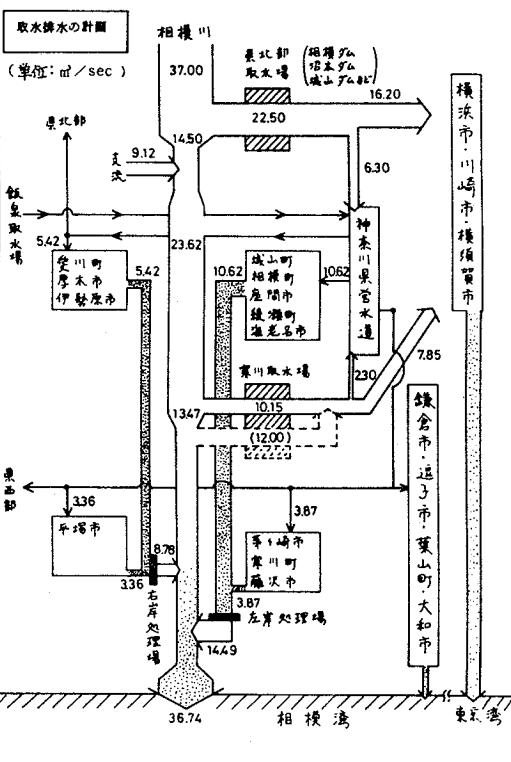 取水排水の計画
(単位:㎥/sec)
相模川
37.00
県北部
取水場
(相模ダム
沼本ダム
城山ダムなど)
16.20
22.50
横浜市・川崎市・横須賀市
県北部
14.50
支流
9.12
6.30
飯泉取水場
神奈川県営水道
5.42
23.62
愛川町
厚木市
伊勢原市
5.42
10.62
城山町
相模町
座間市
綾瀬町
海老名市
10.62
寒川取水場
7.85
2.30
10.15
13.47
(12.00)
鎌倉市・逗子市・葉山町・大和市
県西部
3.36
3.87
平塚市
8.78
茅ヶ崎市
寒川町
藤沢市
3.36
右岸処理場
3.87
左岸処理場
14.49
36.74
相模湾
東京湾